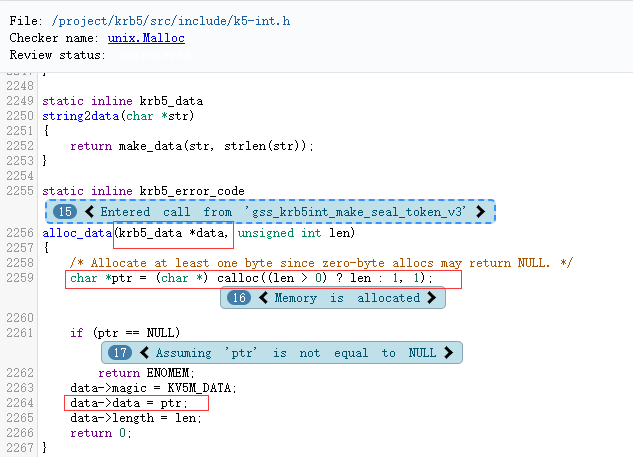 File: /project/krb5/src/include/k5-int.h
Checker name: unix.Malloc
Review status:
2248
2249 static inline krb5_data
2250 string2data(char *str)
2251 {
2252 return make_data(str, strlen(str));
2253 }
2254
2255 static inline krb5_error_code
15 Entered call from 'gss_krb5int_make_seal_token_v3'
2256 alloc_data(krb5_data *data, unsigned int len)
2257 {
2258 /* Allocate at least one byte since zero-byte allocs may return NULL. */
2259 char *ptr = (char *) calloc((len > 0) ? len : 1, 1);
16 Memory is allocated
2260
2261 if (ptr == NULL)
17 Assuming 'ptr' is not equal to NULL
2262 return ENOMEM;
2263 data->magic = KV5M_DATA;
2264 data->data = ptr;
2265 data->length = len;
2266 return 0;
2267 }